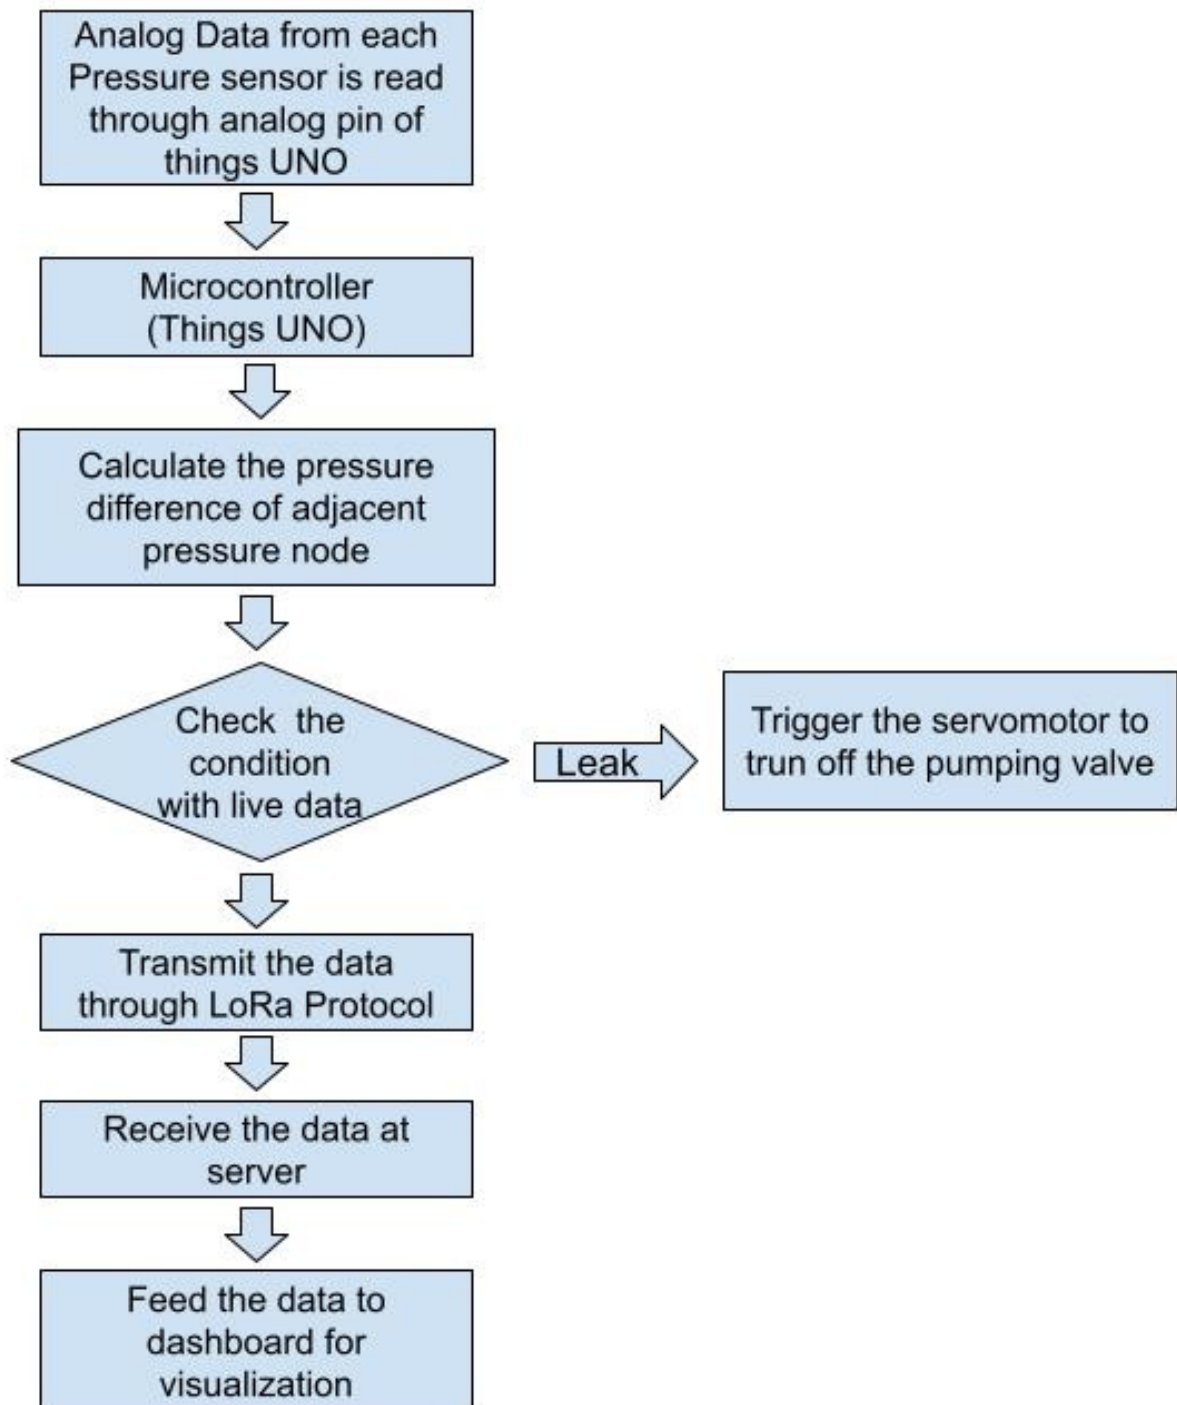 Analog Data from each
Pressure sensor is read
through analog pin of
things UNO
Microcontroller
(Things UNO)
Calculate the pressure
difference of adjacent
pressure node
Check the
condition
with live data
Leak
Trigger the servomotor to
trun off the pumping valve
Transmit the data
through LoRa Protocol
Receive the data at
server
Feed the data to
dashboard for
visualization